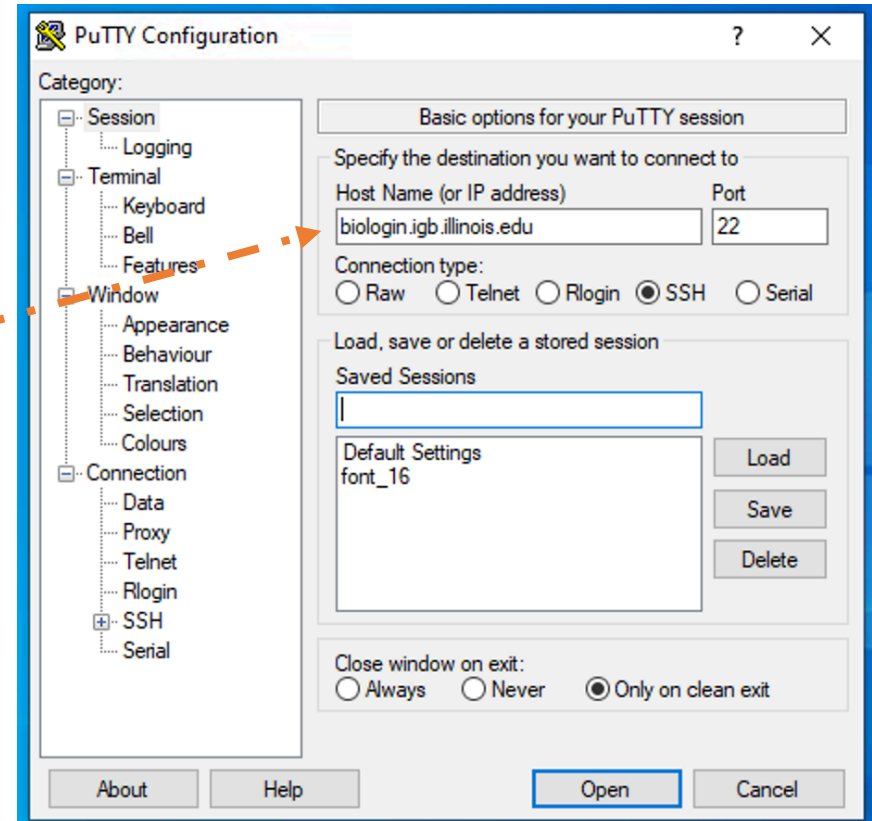 PuTTY Configuration ? X
Category:
Session
Logging
Terminal
Keyboard
Bell
Features
Window
Appearance
Behaviour
Translation
Selection
Colours
Connection
Data
Proxy
Telnet
Rlogin
SSH
Serial
Basic options for your PuTTY session
Specify the destination you want to connect to
Host Name (or IP address) Port
biologin.igb.illinois.edu 22
Connection type:
Raw Telnet Rlogin SSH Serial
Load, save or delete a stored session
Saved Sessions
Default Settings
font_16
Load
Save
Delete
Close window on exit:
Always Never Only on clean exit
About Help Open Cancel